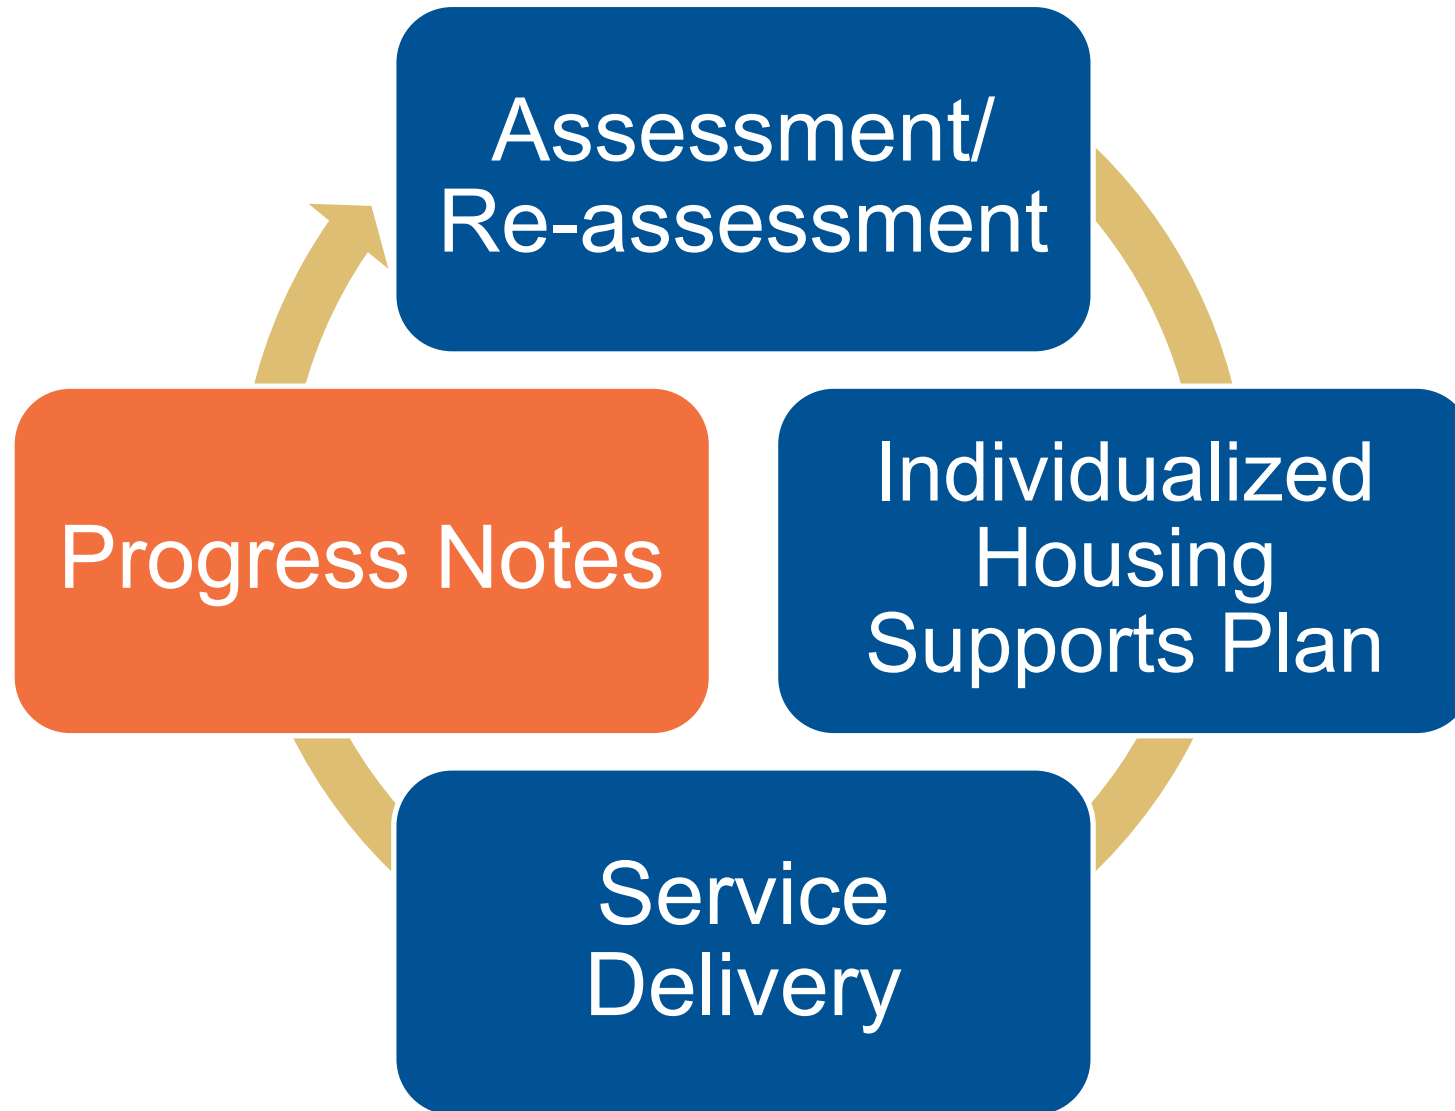 Assessment/
Re-assessment
Individualized
Housing
Supports Plan
Service
Delivery
Progress Notes